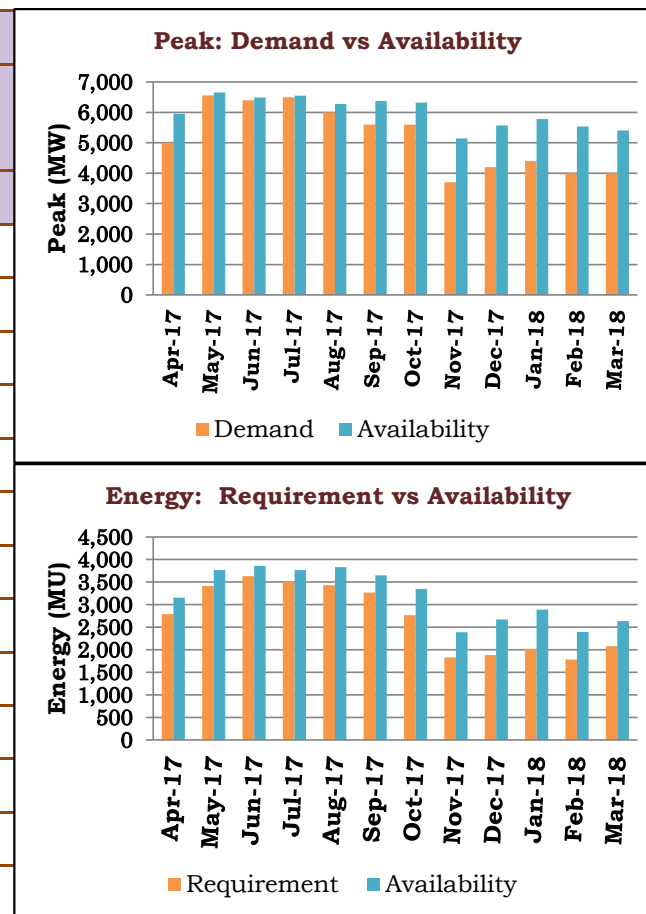 Peak: Demand vs Availability
7,000
6,000
5,000
4,000
3,000
2,000
1,000
0
Peak (MW)
Apr-17 May-17 Jun-17 Jul-17 Aug-17 Sep-17 Oct-17 Nov-17 Dec-17 Jan-18 Feb-18 Mar-18
Demand Availability
Energy: Requirement vs Availability
4,500
4,000
3,500
3,000
2,500
2,000
1,500
1,000
500
0
Energy (MU)
Apr-17 May-17 Jun-17 Jul-17 Aug-17 Sep-17 Oct-17 Nov-17 Dec-17 Jan-18 Feb-18 Mar-18
Requirement Availability